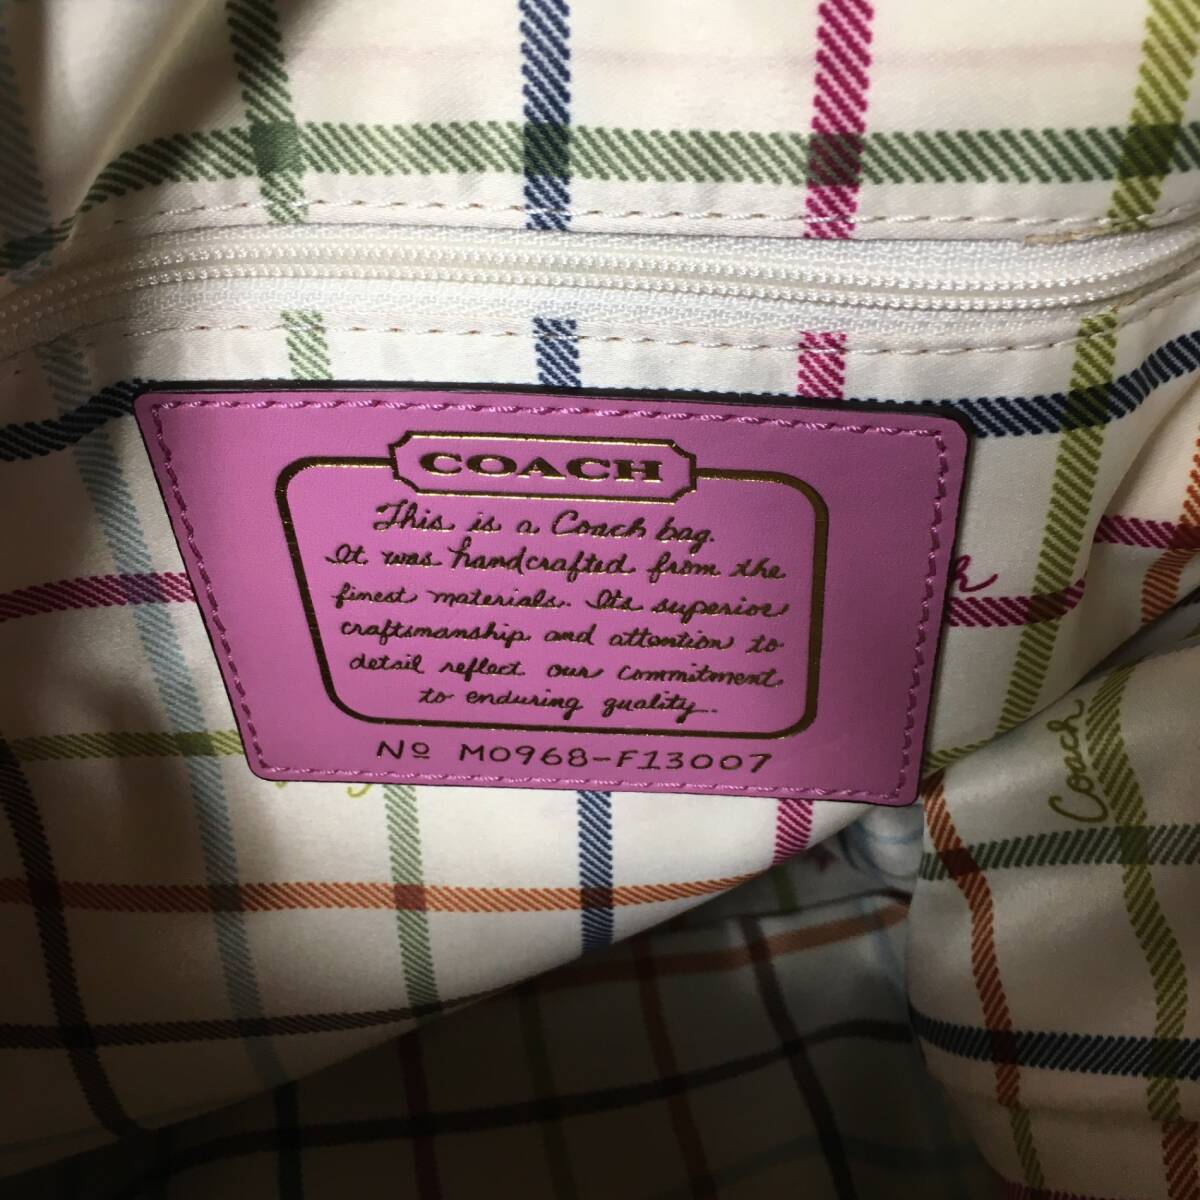 COACH
This is a Coach bag.
It was handcrafted from the
finest materials. Its superior
craftsmanship and attention to
detail reflect our commitment
to enduring quality.
Nº M0968-F13007
Coach